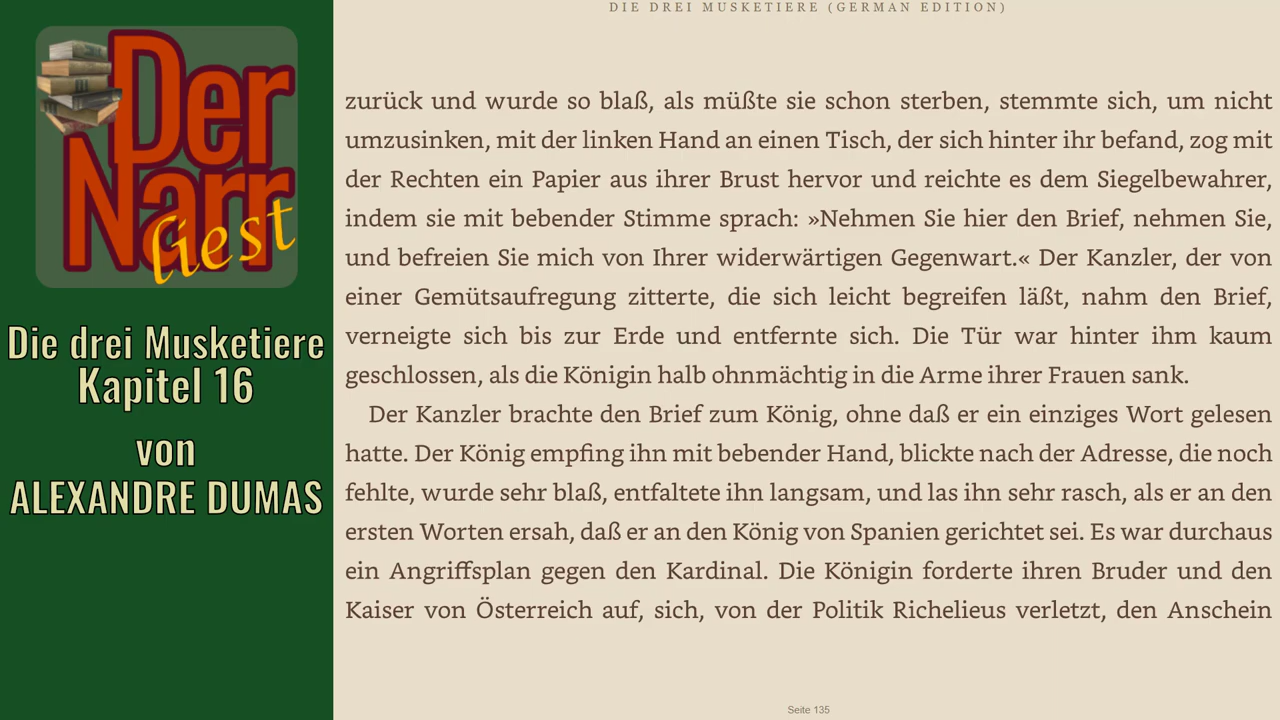 Der
Narr
liest
Die drei Musketiere
Kapitel 16
von
ALEXANDRE DUMAS
DIE DREI MUSKETIERE (GERMAN EDITION)
zurück und wurde so blaß, als müßte sie schon sterben, stemmte sich, um nicht
umzusinken, mit der linken Hand an einen Tisch, der sich hinter ihr befand, zog mit
der Rechten ein Papier aus ihrer Brust hervor und reichte es dem Siegelbewahrer,
indem sie mit bebender Stimme sprach: »Nehmen Sie hier den Brief, nehmen Sie,
und befreien Sie mich von Ihrer widerwärtigen Gegenwart.« Der Kanzler, der von
einer Gemütsaufregung zitterte, die sich leicht begreifen läßt, nahm den Brief,
verneigte sich bis zur Erde und entfernte sich. Die Tür war hinter ihm kaum
geschlossen, als die Königin halb ohnmächtig in die Arme ihrer Frauen sank.
Der Kanzler brachte den Brief zum König, ohne daß er ein einziges Wort gelesen
hatte. Der König empfing ihn mit bebender Hand, blickte nach der Adresse, die noch
fehlte, wurde sehr blaß, entfaltete ihn langsam, und las ihn sehr rasch, als er an den
ersten Worten ersah, daß er an den König von Spanien gerichtet sei. Es war durchaus
ein Angriffsplan gegen den Kardinal. Die Königin forderte ihren Bruder und den
Kaiser von Österreich auf, sich, von der Politik Richelieus verletzt, den Anschein
Seite 135